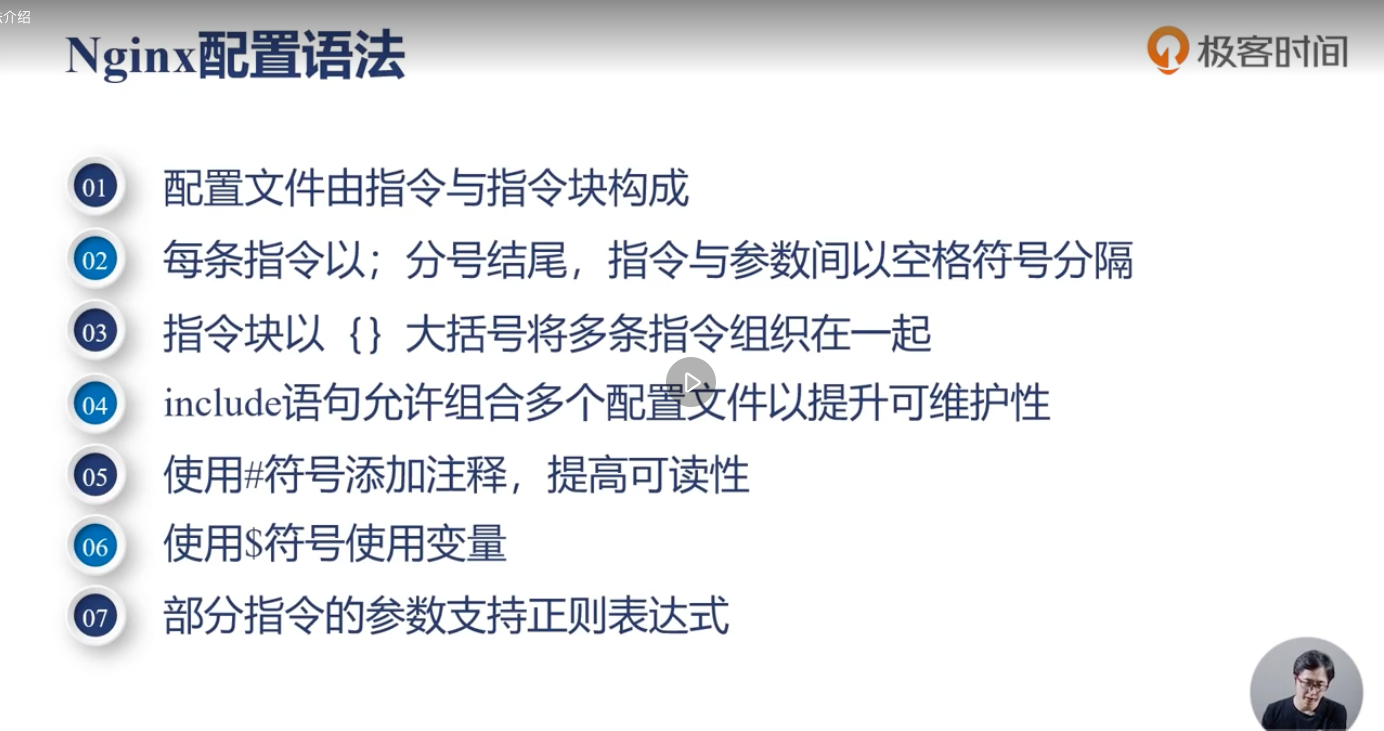 介绍
Nginx配置语法
极客时间
01 配置文件由指令与指令块构成
02 每条指令以；分号结尾，指令与参数间以空格符号分隔
03 指令块以｛｝大括号将多条指令组织在一起
04 include语句允许组合多个配置文件以提升可维护性
05 使用#符号添加注释，提高可读性
06 使用$符号使用变量
07 部分指令的参数支持正则表达式